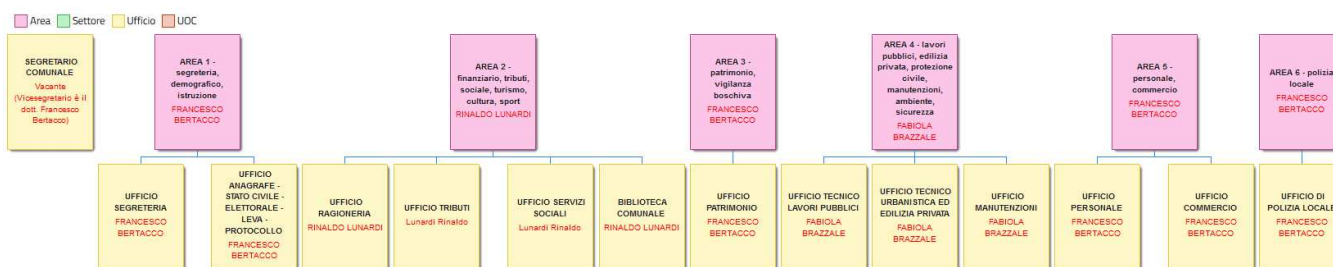 Area Settore Ufficio UOC
SEGRETARIO
COMUNALE
Vacante
(Vicesegretario è il
dott. Francesco
Bertacco)
AREA 1 -
segreteria,
demografico,
istruzione
FRANCESCO
BERTACCO
AREA 2 -
finanziario, tributi,
sociale, turismo,
cultura, sport
RINALDO LUNARDI
AREA 3 -
patrimonio,
vigilanza
boschiva
FRANCESCO
BERTACCO
AREA 4 - lavori
pubblici, edilizia
privata, protezione
civile,
manutenzioni,
ambiente,
sicurezza
FABIOLA
BRAZZALE
AREA 5 -
personale,
commercio
FRANCESCO
BERTACCO
AREA 6 - polizia
locale
FRANCESCO
BERTACCO
UFFICIO
SEGRETERIA
FRANCESCO
BERTACCO
UFFICIO
ANAGRAFE -
STATO CIVILE -
ELETTORALE -
LEVA -
PROTOCOLLO
FRANCESCO
BERTACCO
UFFICIO
RAGIONERIA
RINALDO LUNARDI
UFFICIO TRIBUTI
Lunardi Rinaldo
UFFICIO SERVIZI
SOCIALI
Lunardi Rinaldo
BIBLIOTECA
COMUNALE
RINALDO LUNARDI
UFFICIO
PATRIMONIO
FRANCESCO
BERTACCO
UFFICIO TECNICO
LAVORI PUBBLICI
FABIOLA
BRAZZALE
UFFICIO TECNICO
URBANISTICA ED
EDILIZIA PRIVATA
FABIOLA
BRAZZALE
UFFICIO
MANUTENZIONI
FABIOLA
BRAZZALE
UFFICIO
PERSONALE
FRANCESCO
BERTACCO
UFFICIO
COMMERCIO
FRANCESCO
BERTACCO
UFFICIO DI
POLIZIA LOCALE
FRANCESCO
BERTACCO